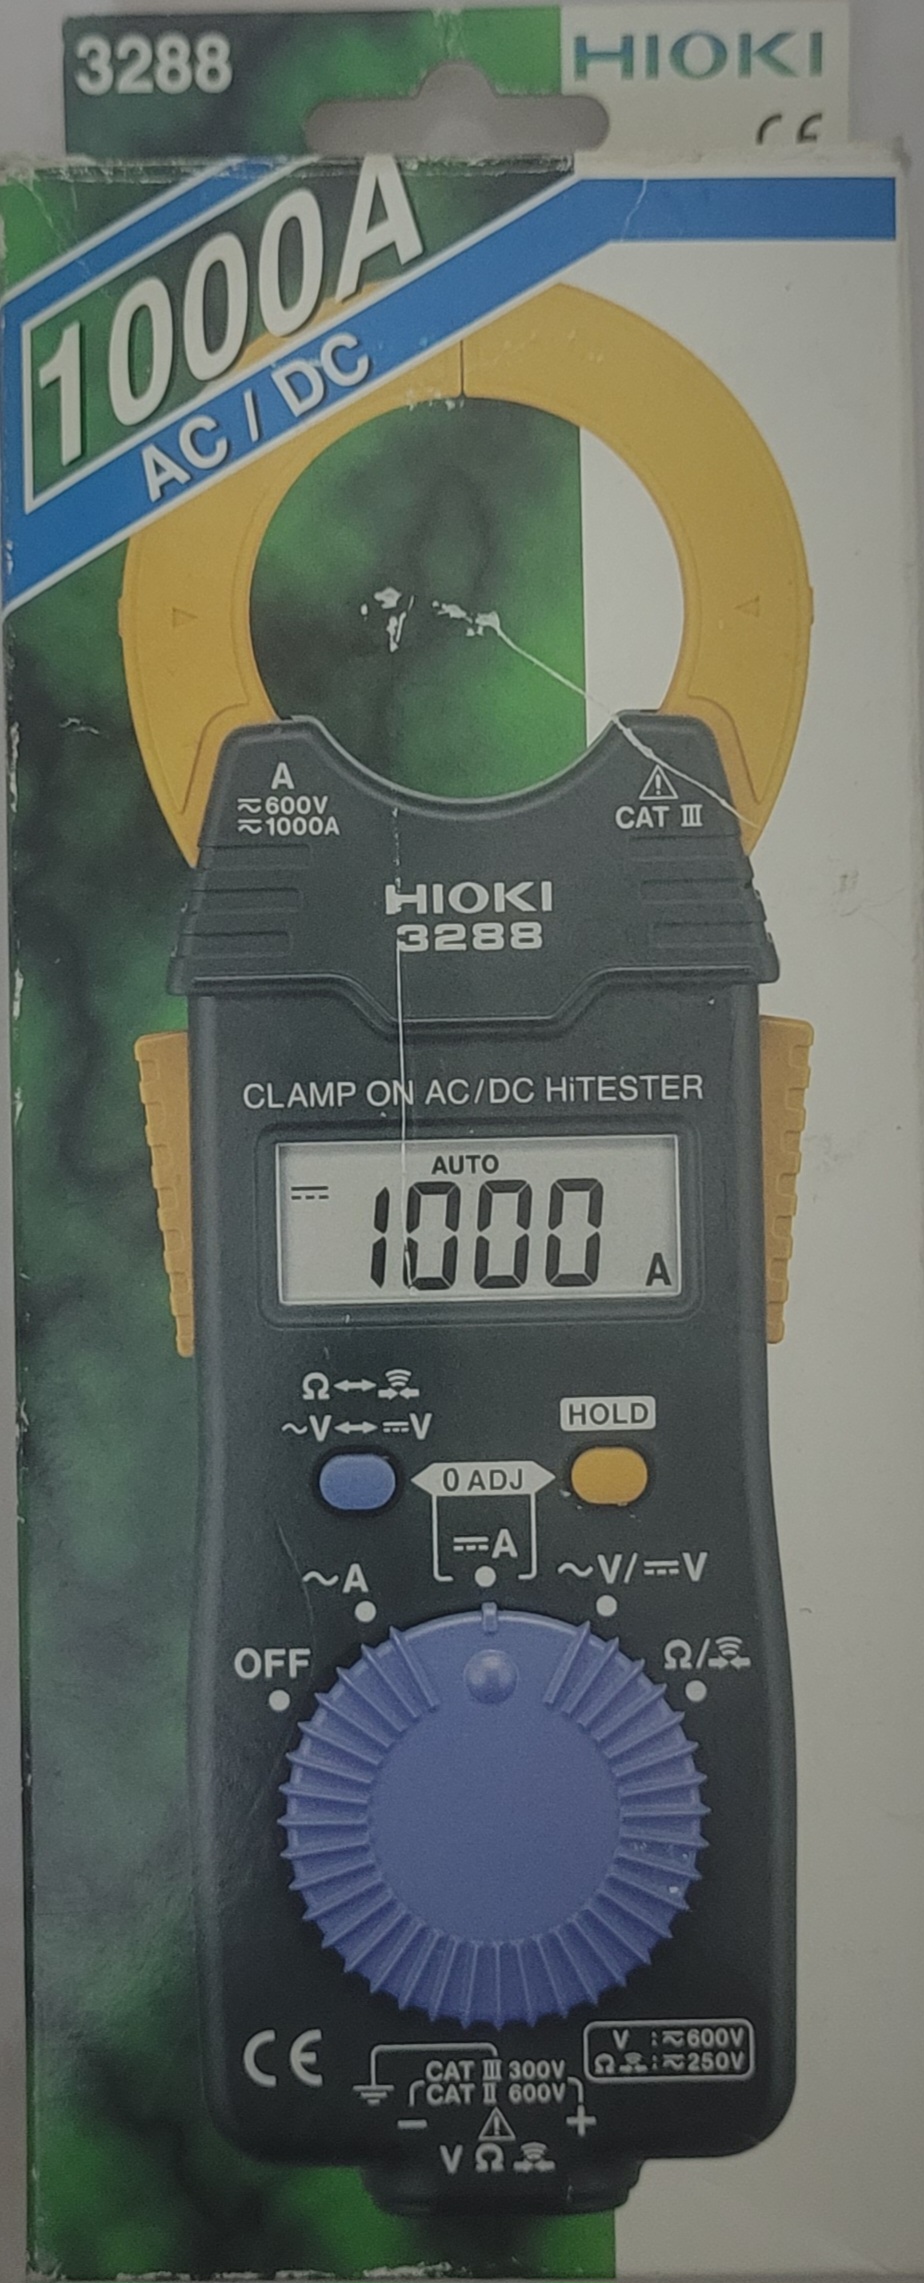 3288 HIOKI
CE
1000A
AC / DC
A
600V
1000A
⚠
CAT III
HIOKI
3288
CLAMP ON AC/DC HiTESTER
AUTO
⎓ 1000 A
Ω↔
~V↔⎓V
HOLD
0 ADJ
⎓A
~A
~V/⎓V
OFF
Ω/
CE
CAT III 300V
CAT II 600V
− ⚠ +
V Ω
V : 600V
Ω : 250V